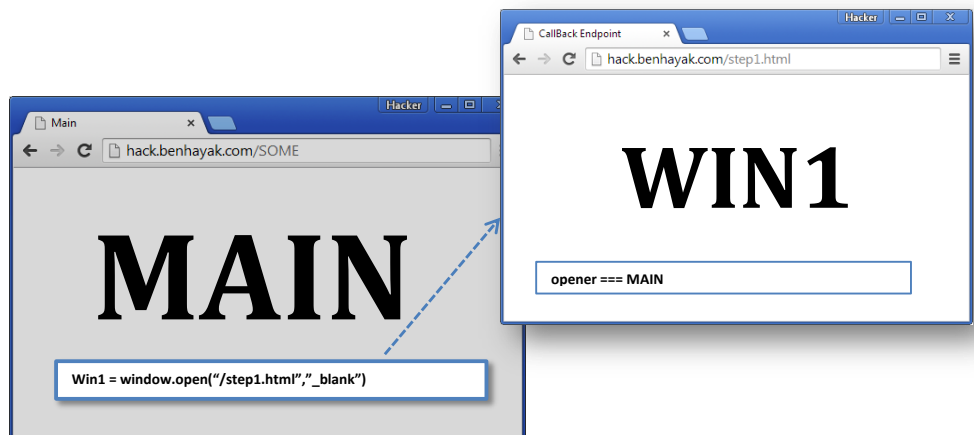 Hacker
Main
hack.benhayak.com/SOME
MAIN
Win1 = window.open(“/step1.html”,”_blank”)
Hacker
CallBack Endpoint
hack.benhayak.com/step1.html
WIN1
opener === MAIN